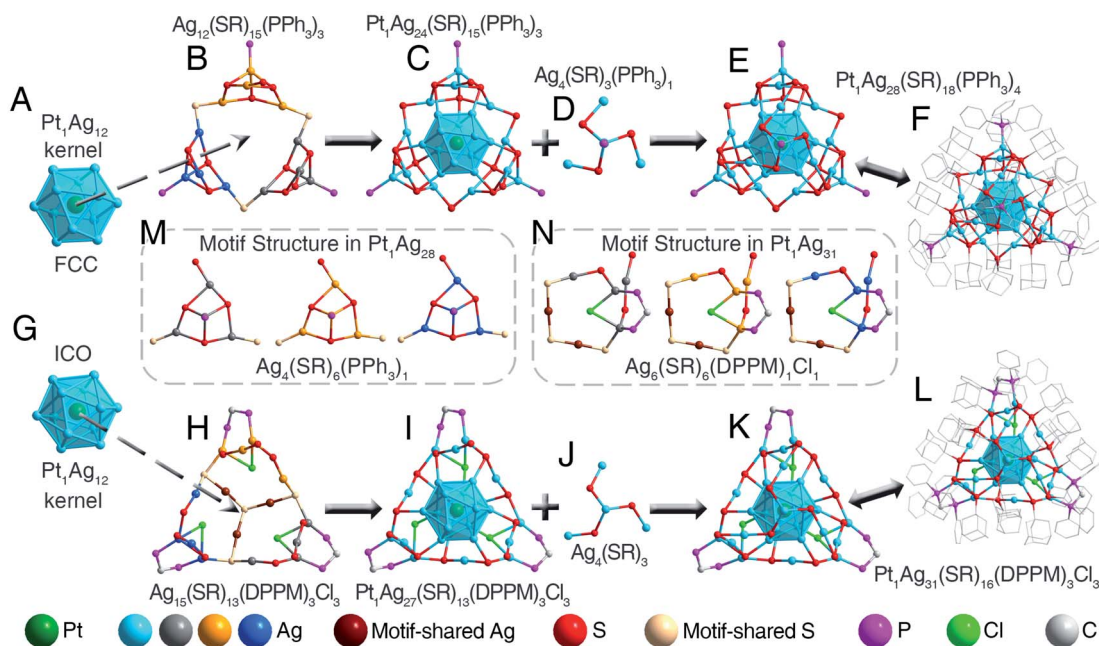 A
Pt₁Ag₁₂
kernel
FCC
B
Ag₁₂(SR)₁₅(PPh₃)₃
C
Pt₁Ag₂₄(SR)₁₅(PPh₃)₃
D
Ag₄(SR)₃(PPh₃)₁
E
Pt₁Ag₂₈(SR)₁₈(PPh₃)₄
F
M
Motif Structure in Pt₁Ag₂₈
Ag₄(SR)₆(PPh₃)₁
N
Motif Structure in Pt₁Ag₃₁
Ag₆(SR)₆(DPPM)₁Cl₁
G
ICO
Pt₁Ag₁₂
kernel
H
Ag₁₅(SR)₁₃(DPPM)₃Cl₃
I
Pt₁Ag₂₇(SR)₁₃(DPPM)₃Cl₃
J
Ag₄(SR)₃
K
L
Pt₁Ag₃₁(SR)₁₆(DPPM)₃Cl₃
Pt Ag Motif-shared Ag S Motif-shared S P Cl C